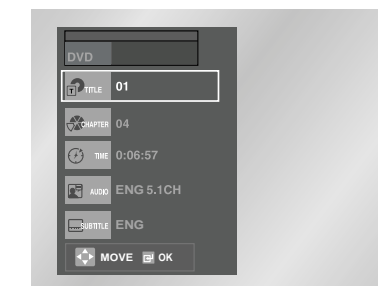 DVD
TITLE 01
CHAPTER 04
TIME 0:06:57
AUDIO ENG 5.1CH
SUBTITLE ENG
MOVE OK